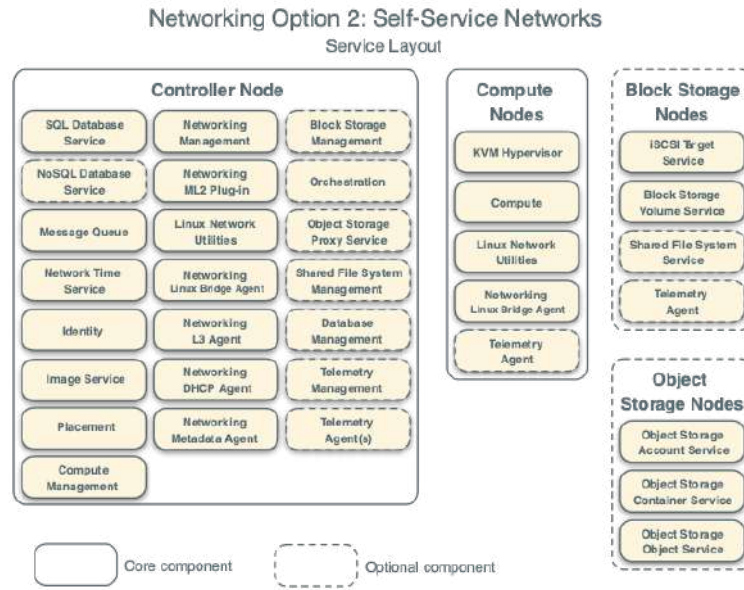 Networking Option 2: Self-Service Networks
Service Layout
Controller Node
SQL Database
Service
Networking
Management
Block Storage
Management
NoSQL Database
Service
Networking
ML2 Plug-in
Orchestration
Message Queue
Linux Network
Utilities
Object Storage
Proxy Service
Network Time
Service
Networking
Linux Bridge Agent
Shared File System
Management
Identity
Networking
L3 Agent
Database
Management
Image Service
Networking
DHCP Agent
Telemetry
Management
Placement
Networking
Metadata Agent
Telemetry
Agent(s)
Compute
Management
Compute
Nodes
KVM Hypervisor
Compute
Linux Network
Utilities
Networking
Linux Bridge Agent
Telemetry
Agent
Block Storage
Nodes
iSCSI Target
Service
Block Storage
Volume Service
Shared File System
Service
Telemetry
Agent
Object
Storage Nodes
Object Storage
Account Service
Object Storage
Container Service
Object Storage
Object Service
Core component
Optional component